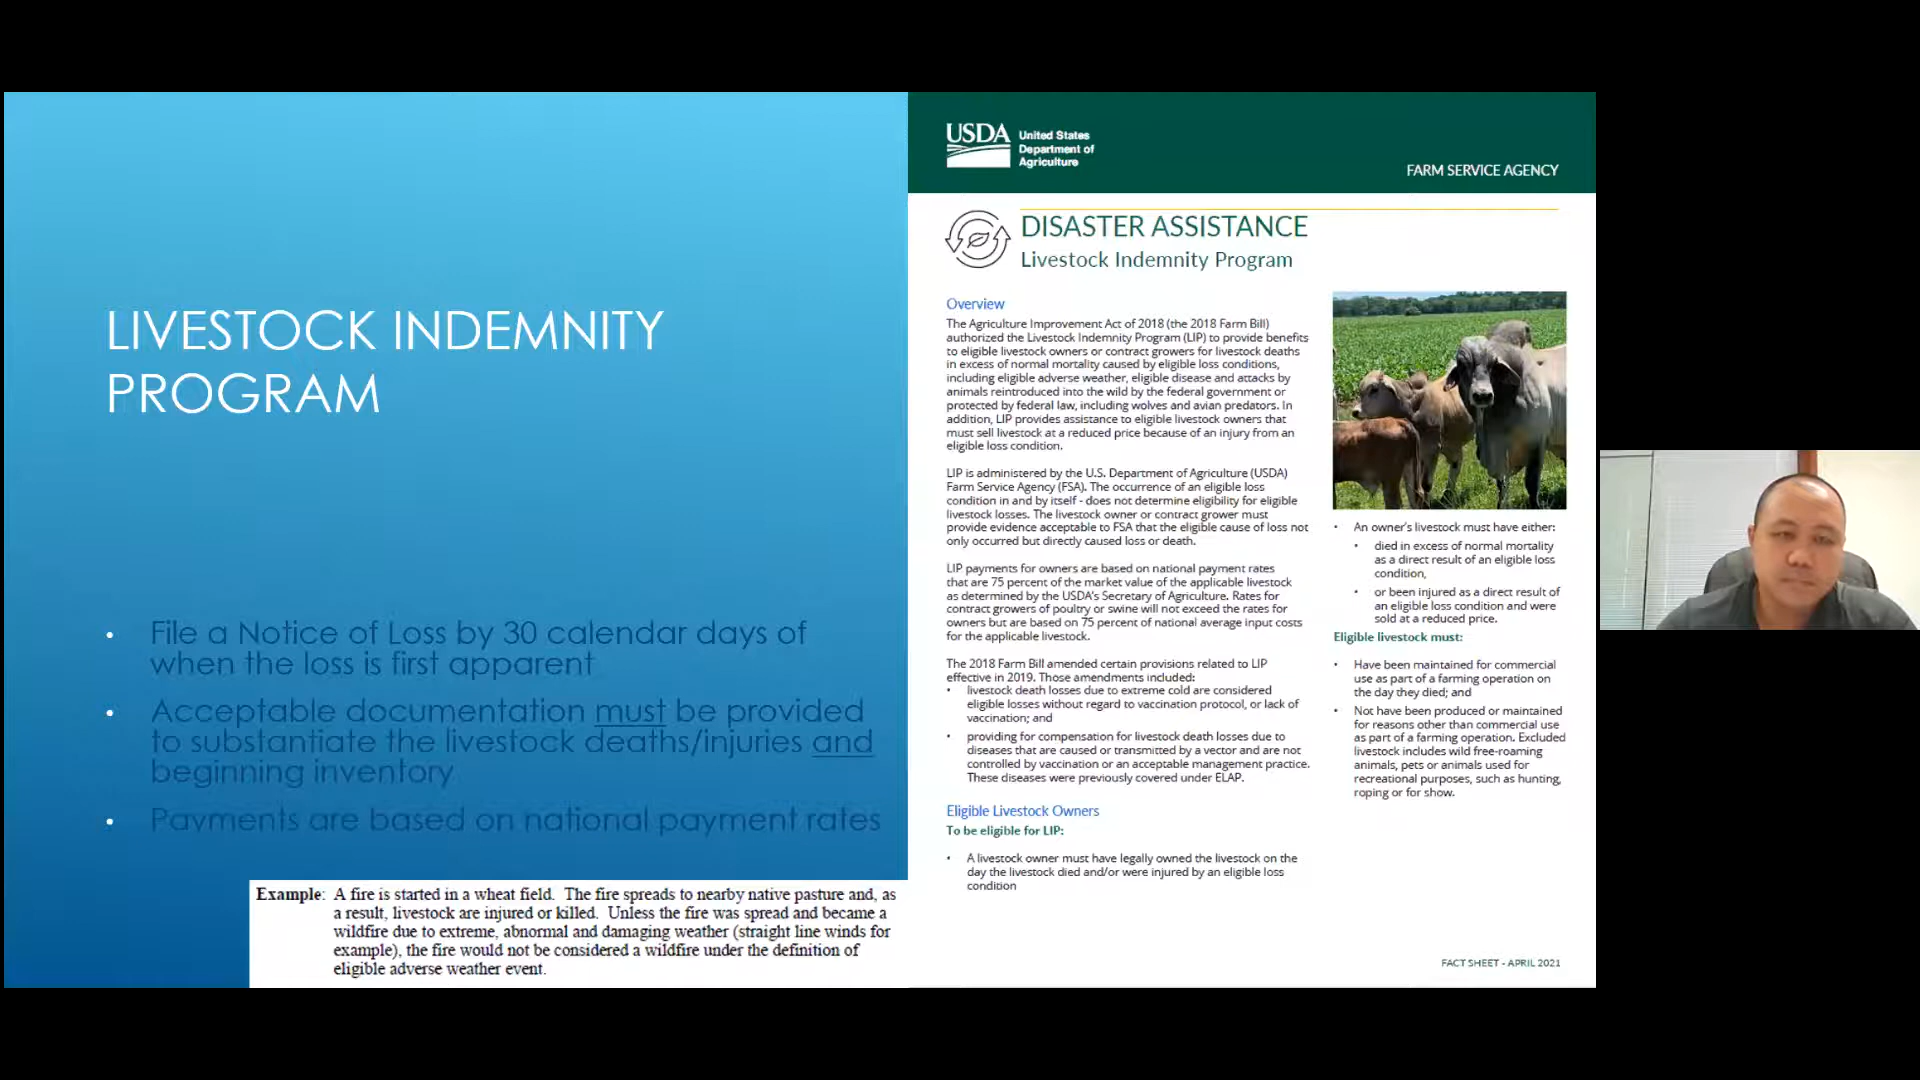 LIVESTOCK INDEMNITY
PROGRAM
• File a Notice of Loss by 30 calendar days of
when the loss is first apparent
• Acceptable documentation must be provided
to substantiate the livestock deaths/injuries and
beginning inventory
• Payments are based on national payment rates
Example: A fire is started in a wheat field. The fire spreads to nearby native pasture and, as
a result, livestock are injured or killed. Unless the fire was spread and became a
wildfire due to extreme, abnormal and damaging weather (straight line winds for
example), the fire would not be considered a wildfire under the definition of
eligible adverse weather event.
USDA
United States
Department of
Agriculture
FARM SERVICE AGENCY
DISASTER ASSISTANCE
Livestock Indemnity Program
Overview
The Agriculture Improvement Act of 2018 (the 2018 Farm Bill)
authorized the Livestock Indemnity Program (LIP) to provide benefits
to eligible livestock owners or contract growers for livestock deaths
in excess of normal mortality caused by eligible loss conditions,
including eligible adverse weather, eligible disease and attacks by
animals reintroduced into the wild by the federal government or
protected by federal law, including wolves and avian predators. In
addition, LIP provides assistance to eligible livestock owners that
must sell livestock at a reduced price because of an injury from an
eligible loss condition.
LIP is administered by the U.S. Department of Agriculture (USDA)
Farm Service Agency (FSA). The occurrence of an eligible loss
condition in and by itself - does not determine eligibility for eligible
livestock losses. The livestock owner or contract grower must
provide evidence acceptable to FSA that the eligible cause of loss not
only occurred but directly caused loss or death.
LIP payments for owners are based on national payment rates
that are 75 percent of the market value of the applicable livestock
as determined by the USDA's Secretary of Agriculture. Rates for
contract growers of poultry or swine will not exceed the rates for
owners but are based on 75 percent of national average input costs
for the applicable livestock.
The 2018 Farm Bill amended certain provisions related to LIP
effective in 2019. Those amendments included:
• livestock death losses due to extreme cold are considered
eligible losses without regard to vaccination protocol, or lack of
vaccination; and
• providing for compensation for livestock death losses due to
diseases that are caused or transmitted by a vector and are not
controlled by vaccination or an acceptable management practice.
These diseases were previously covered under ELAP.
Eligible Livestock Owners
To be eligible for LIP:
• A livestock owner must have legally owned the livestock on the
day the livestock died and/or were injured by an eligible loss
condition
• An owner's livestock must have either:
• died in excess of normal mortality
as a direct result of an eligible loss
condition,
• or been injured as a direct result of
an eligible loss condition and were
sold at a reduced price.
Eligible livestock must:
• Have been maintained for commercial
use as part of a farming operation on
the day they died; and
• Not have been produced or maintained
for reasons other than commercial use
as part of a farming operation. Excluded
livestock includes wild free-roaming
animals, pets or animals used for
recreational purposes, such as hunting,
roping or for show.
FACT SHEET - APRIL 2021